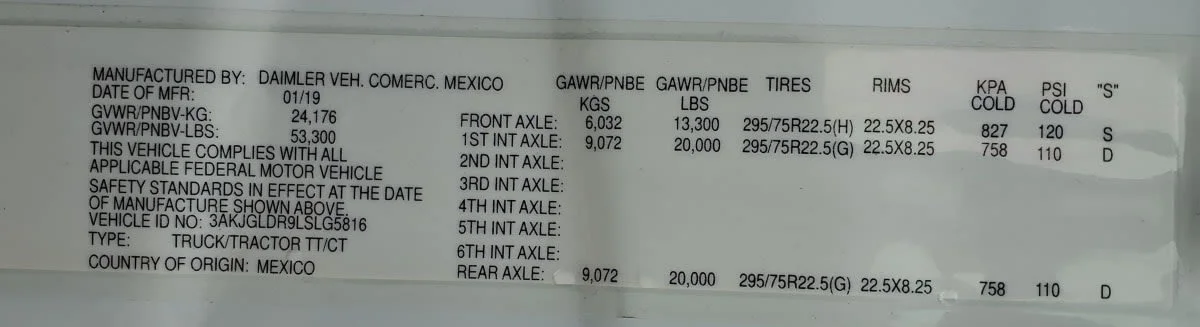 MANUFACTURED BY: DAIMLER VEH. COMERC. MEXICO
DATE OF MFR: 01/19
GVWR/PNBV-KG: 24,176
GVWR/PNBV-LBS: 53,300
THIS VEHICLE COMPLIES WITH ALL
APPLICABLE FEDERAL MOTOR VEHICLE
SAFETY STANDARDS IN EFFECT AT THE DATE
OF MANUFACTURE SHOWN ABOVE.
VEHICLE ID NO: 3AKJGLDR9LSLG5816
TYPE: TRUCK/TRACTOR TT/CT
COUNTRY OF ORIGIN: MEXICO
GAWR/PNBE GAWR/PNBE TIRES RIMS KPA PSI "S"
KGS LBS COLD COLD
FRONT AXLE: 6,032 13,300 295/75R22.5(H) 22.5X8.25 827 120 S
1ST INT AXLE: 9,072 20,000 295/75R22.5(G) 22.5X8.25 758 110 D
2ND INT AXLE:
3RD INT AXLE:
4TH INT AXLE:
5TH INT AXLE:
6TH INT AXLE:
REAR AXLE: 9,072 20,000 295/75R22.5(G) 22.5X8.25 758 110 D